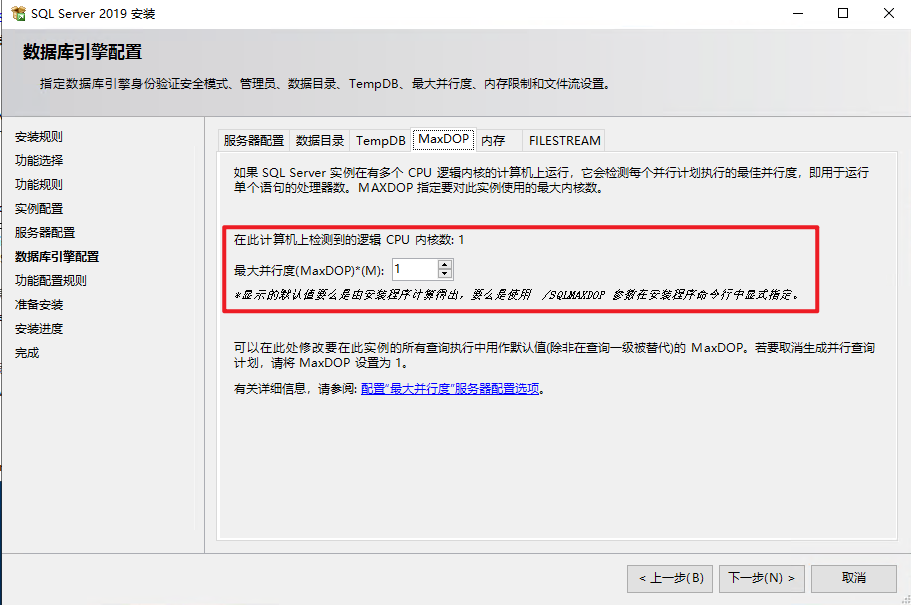 SQL Server 2019 安装
数据库引擎配置
指定数据库引擎身份验证安全模式、管理员、数据目录、TempDB、最大并行度、内存限制和文件流设置。
安装规则
功能选择
功能规则
实例配置
服务器配置
数据库引擎配置
功能配置规则
准备安装
安装进度
完成
服务器配置 数据目录 TempDB MaxDOP 内存 FILESTREAM
如果 SQL Server 实例在有多个 CPU 逻辑内核的计算机上运行，它会检测每个并行计划执行的最佳并行度，即用于运行
单个语句的处理器数。MAXDOP 指定要对此实例使用的最大内核数。
在此计算机上检测到的逻辑 CPU 内核数: 1
最大并行度(MaxDOP)*(M): 1
*显示的默认值要么是由安装程序计算得出，要么是使用 /SQLMAXDOP 参数在安装程序命令行中显式指定。
可以在此处修改要在此实例的所有查询执行中用作默认值(除非在查询一级被替代)的 MaxDOP。若要取消生成并行查询
计划，请将 MaxDOP 设置为 1。
有关详细信息，请参阅: 配置“最大并行度”服务器配置选项。
< 上一步(B) 下一步(N) > 取消